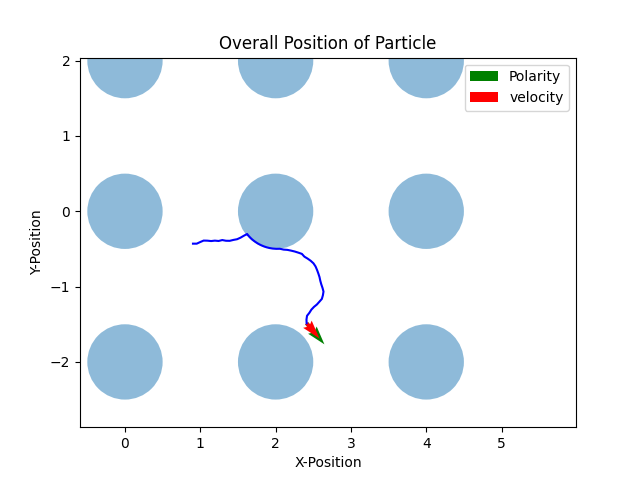 Overall Position of Particle
Polarity
velocity
2
1
0
−1
−2
Y-Position
0
1
2
3
4
5
X-Position